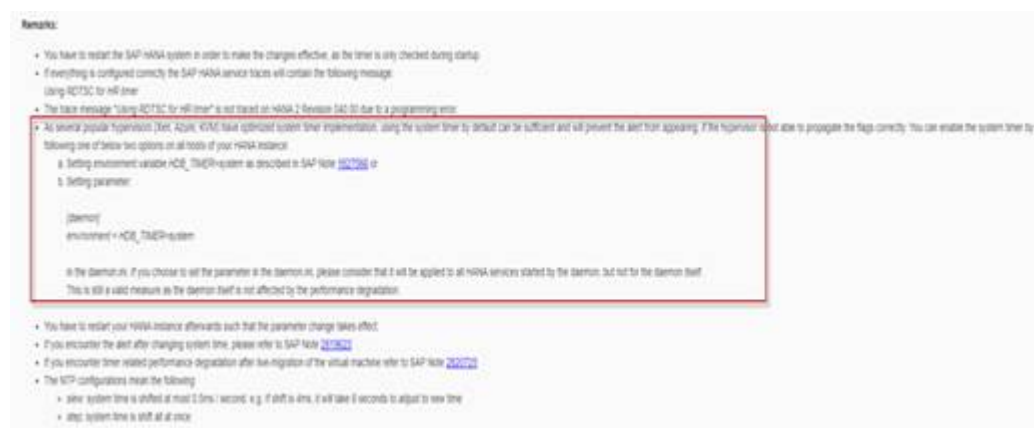 Remarks:
• You have to restart the SAP HANA system in order to make the changes effective, as the timer is only checked during startup.
• If everything is configured correctly the SAP HANA service traces will contain the following message:
Using RDTSC for HR timer
• The trace message "Using RDTSC for HR timer" is not traced on HANA 2 Revision 040.00 due to a programming error.
• As several popular hypervisors (Xen, Azure, KVM) have optimized system timer implementation, using the system timer by default can be sufficient and will prevent the alert from appearing, if the hypervisor is not able to propagate the flags correctly. You can enable the system timer by
following one of below two options on all hosts of your HANA instance:
a. Setting environment variable HDB_TIMER=system as described in SAP Note or
b. Setting parameter:
[daemon]
environment = HDB_TIMER=system
in the daemon.ini. If you choose to set the parameter in the daemon.ini, please consider that it will be applied to all HANA services started by the daemon, but not for the daemon itself.
This is still a valid measure as the daemon itself is not affected by the performance degradation.
• You have to restart your HANA instance afterwards such that the parameter change takes effect.
• If you encounter the alert after changing system time, please refer to SAP Note
• If you encounter timer related performance degradation after live-migration of the virtual machine refer to SAP Note
• The NTP configurations mean the following:
• slew: system time is shifted at most 0.5ms / second. e.g. if shift is 4ms, it will take 8 seconds to adjust to new time
• step: system time is shift all at once